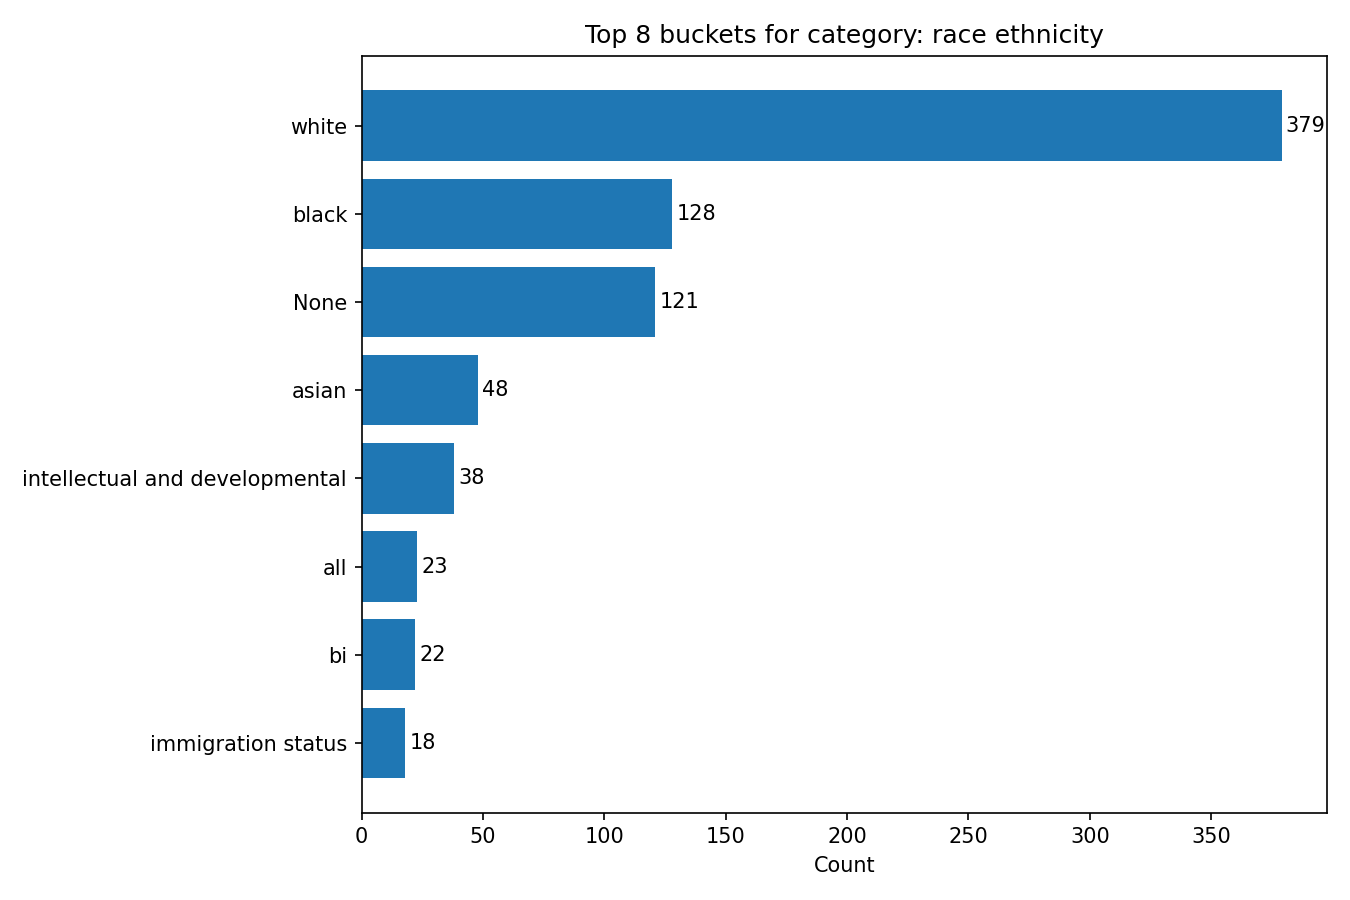 Top 8 buckets for category: race ethnicity
white 379
black 128
None 121
asian 48
intellectual and developmental 38
all 23
bi 22
immigration status 18
0 50 100 150 200 250 300 350
Count